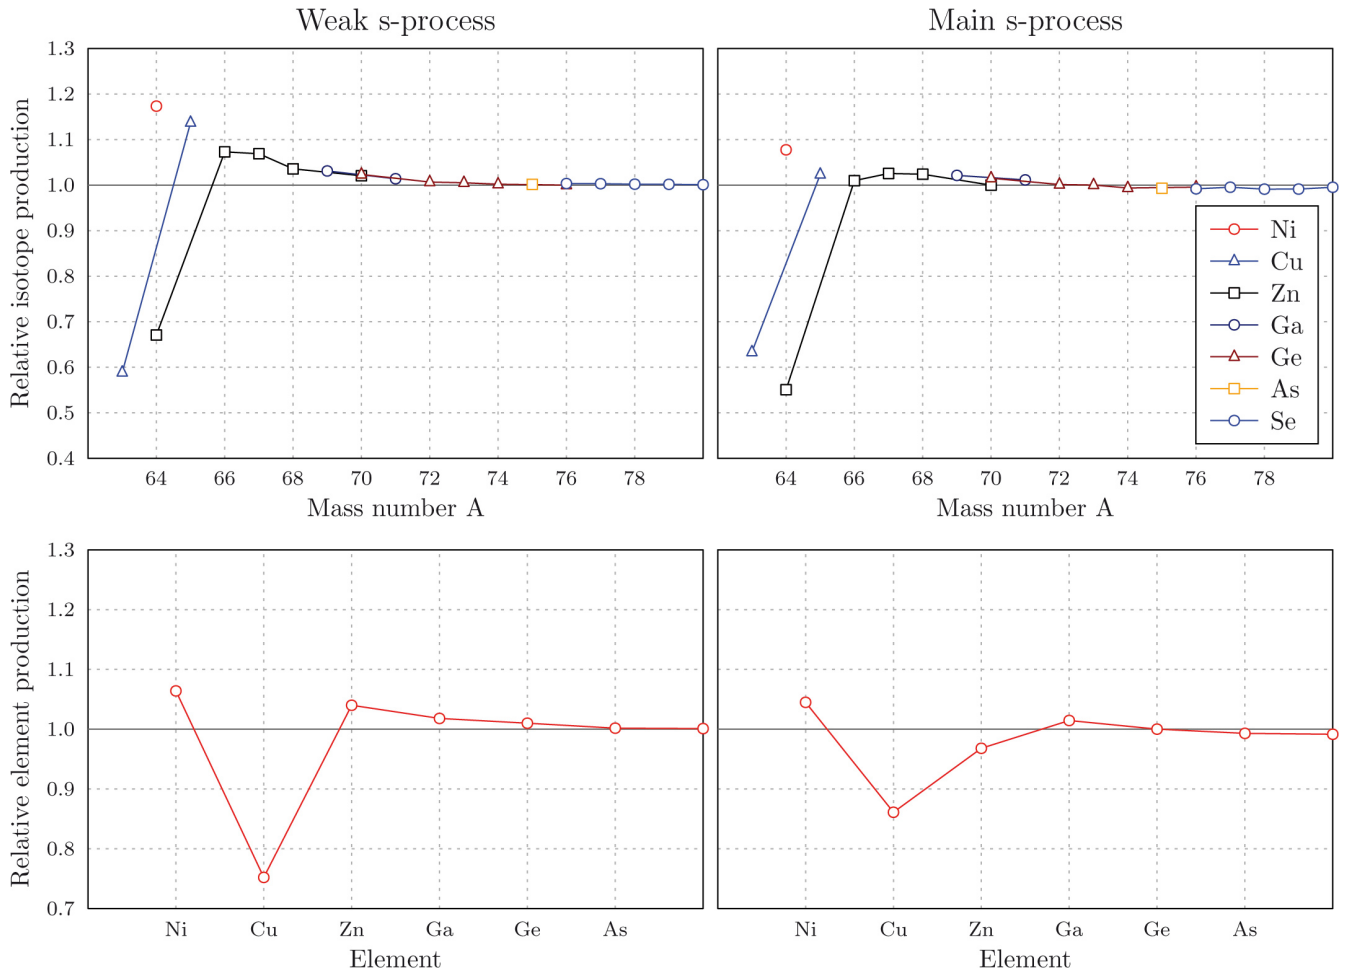 Weak s-process
Main s-process
Relative isotope production
1.3
1.2
1.1
1.0
0.9
0.8
0.7
0.6
0.5
0.4
64 66 68 70 72 74 76 78
Mass number A
64 66 68 70 72 74 76 78
Mass number A
Ni
Cu
Zn
Ga
Ge
As
Se
Relative element production
1.3
1.2
1.1
1.0
0.9
0.8
0.7
Ni Cu Zn Ga Ge As
Element
Ni Cu Zn Ga Ge As
Element